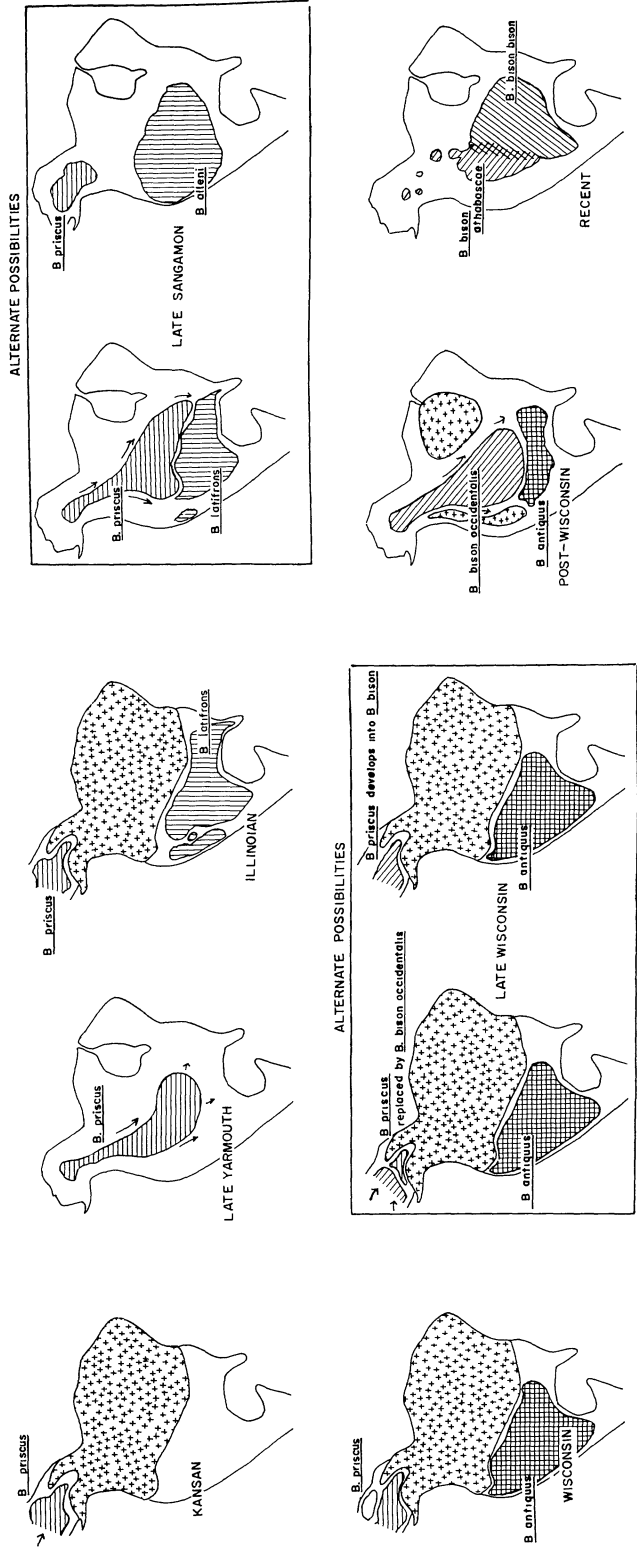 B priscus
KANSAN
B. priscus
LATE YARMOUTH
B priscus
B latifrons
ILLINOIAN
ALTERNATE POSSIBILITIES
B. priscus
B latifrons
B priscus
B alleni
LATE SANGAMON
B priscus
B antiquus
WISCONSIN
ALTERNATE POSSIBILITIES
B priscus
replaced by B. bison occidentalis
B antiquus
B priscus develops into B bison
B antiquus
LATE WISCONSIN
B bison occidentalis
B antiquus
POST-WISCONSIN
B bison
athabascae
B. bison bison
RECENT